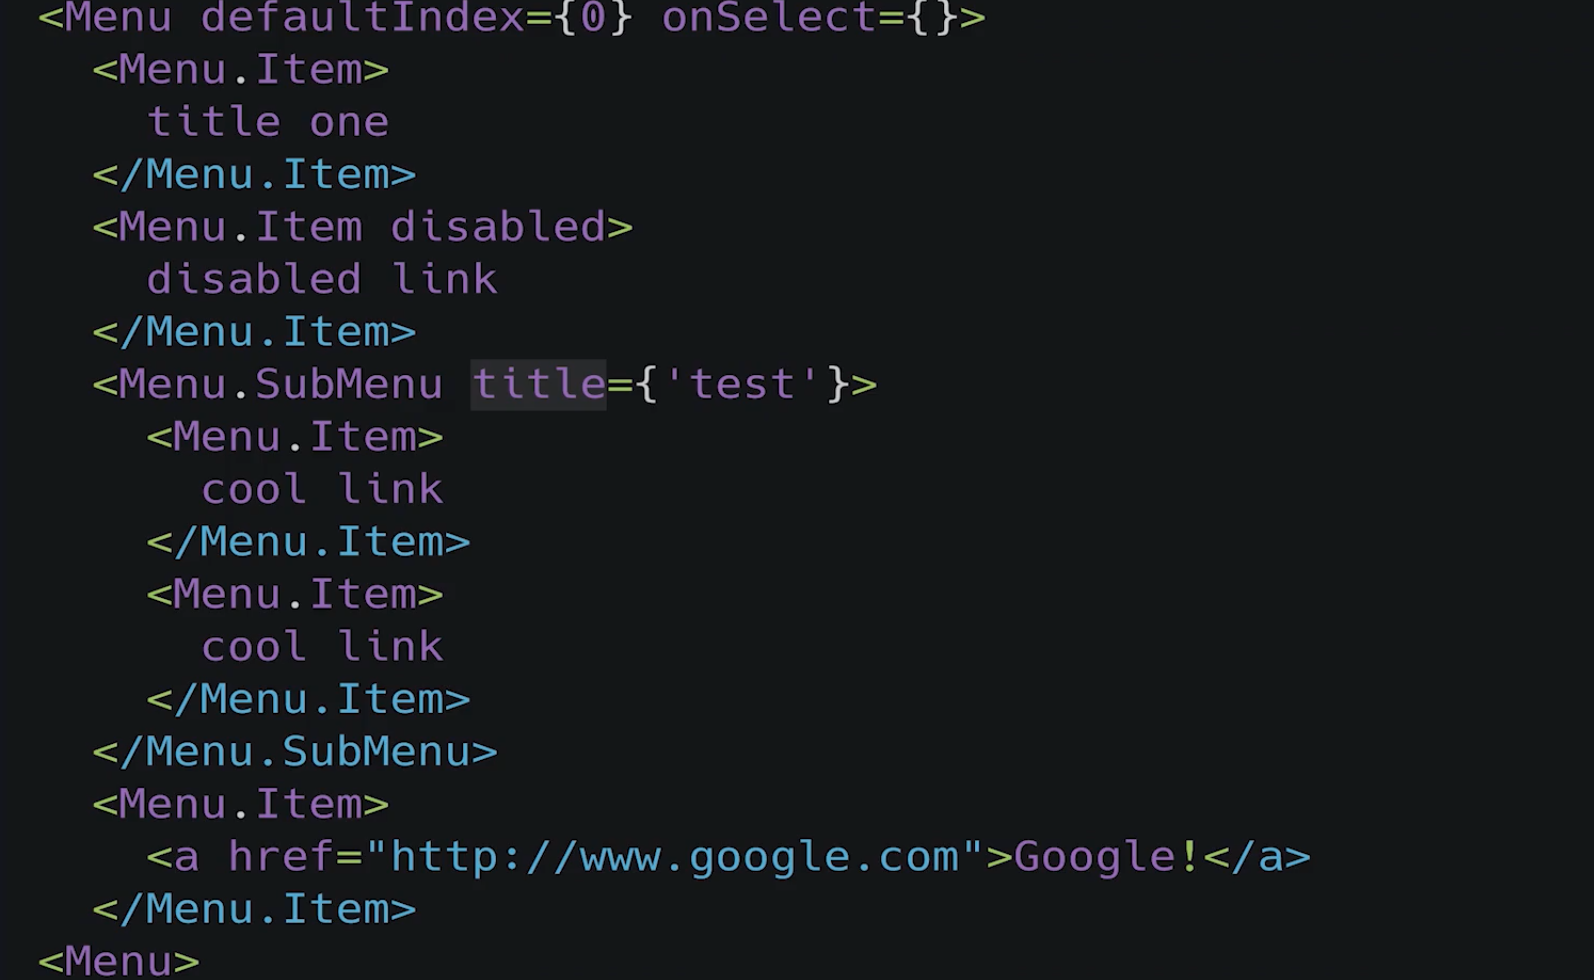 <Menu defaultIndex={0} onSelect={}>
  <Menu.Item>
    title one
  </Menu.Item>
  <Menu.Item disabled>
    disabled link
  </Menu.Item>
  <Menu.SubMenu title={'test'}>
    <Menu.Item>
      cool link
    </Menu.Item>
    <Menu.Item>
      cool link
    </Menu.Item>
  </Menu.SubMenu>
  <Menu.Item>
    <a href="http://www.google.com">Google!</a>
  </Menu.Item>
<Menu>